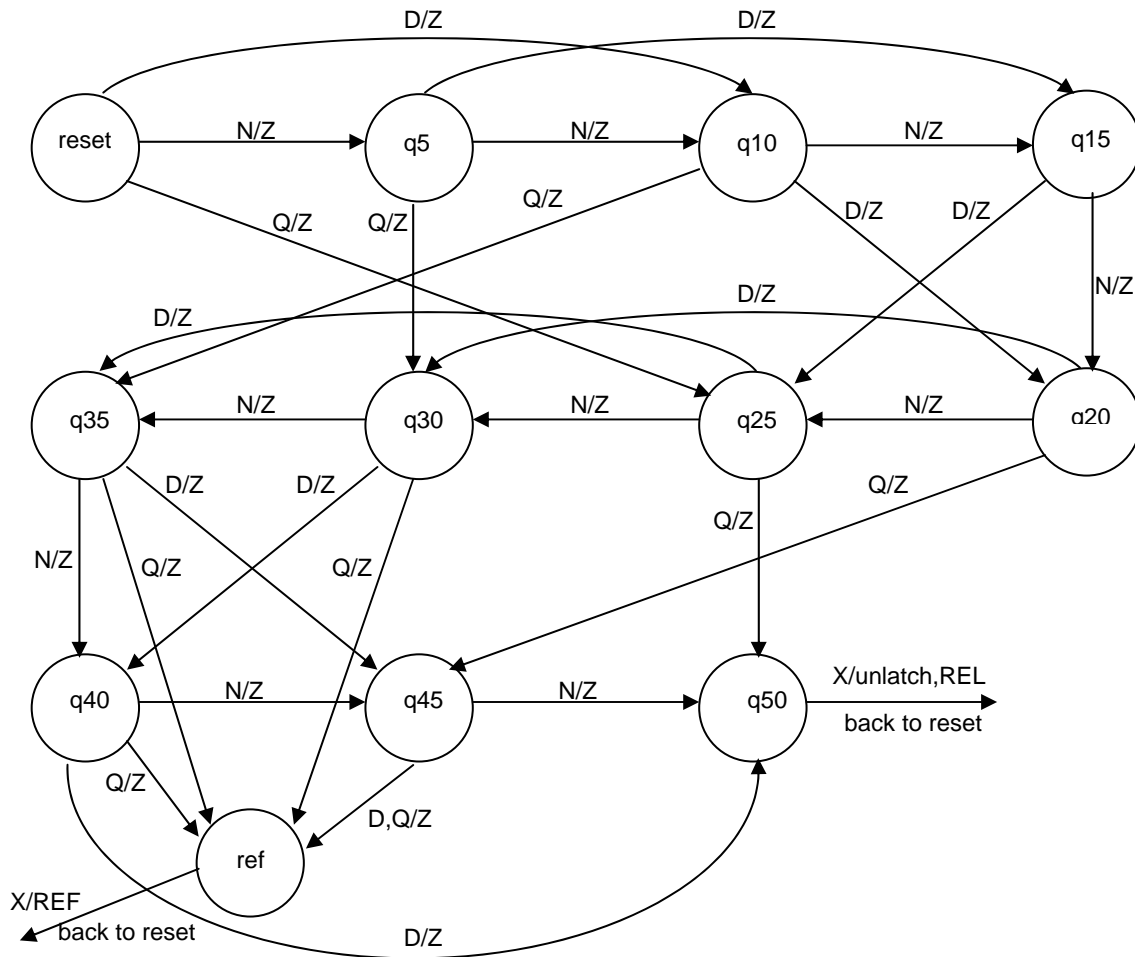 D/Z
D/Z
reset
N/Z
q5
N/Z
q10
N/Z
q15
Q/Z
Q/Z
Q/Z
D/Z
D/Z
N/Z
D/Z
D/Z
q35
N/Z
q30
N/Z
q25
N/Z
q20
D/Z
D/Z
Q/Z
Q/Z
N/Z
Q/Z
Q/Z
q40
N/Z
q45
N/Z
q50
X/unlatch,REL
back to reset
Q/Z
D,Q/Z
ref
X/REF
back to reset
D/Z